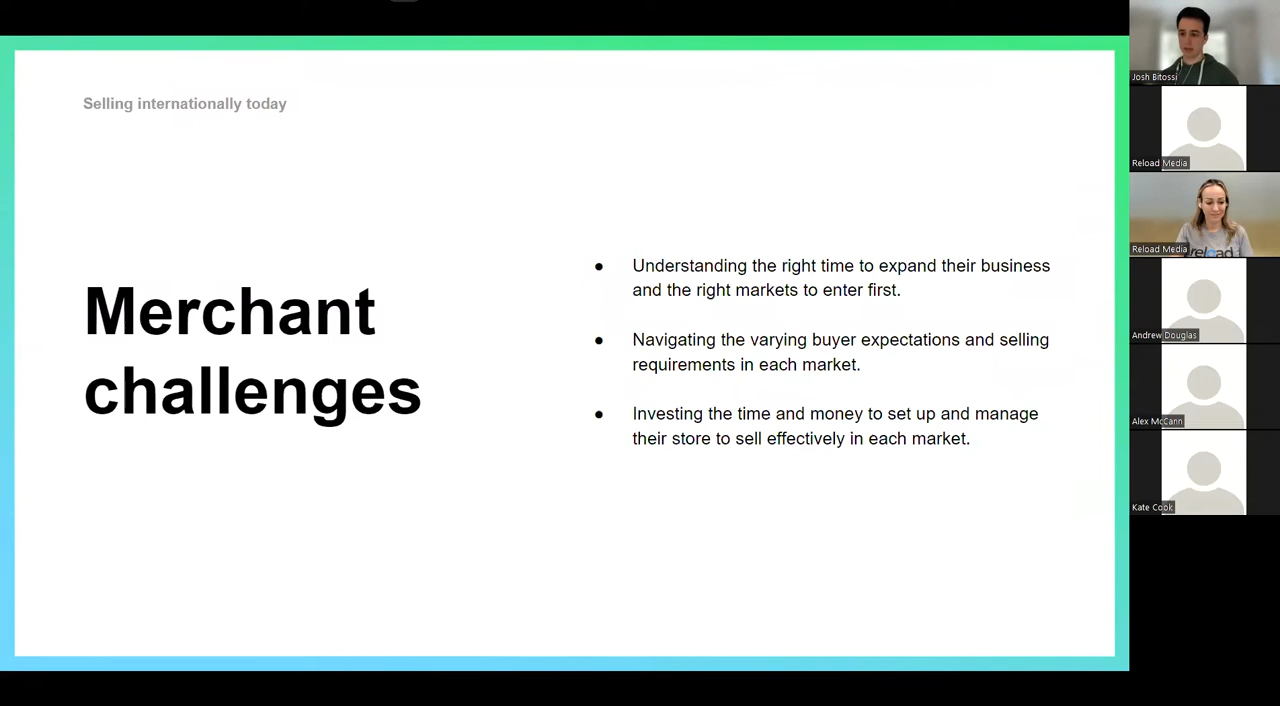 Selling internationally today
Merchant
challenges
● Understanding the right time to expand their business
and the right markets to enter first.
● Navigating the varying buyer expectations and selling
requirements in each market.
● Investing the time and money to set up and manage
their store to sell effectively in each market.
Josh Bitossi
Reload Media
reload
Reload Media
Andrew Douglas
Alex McCann
Kate Cook